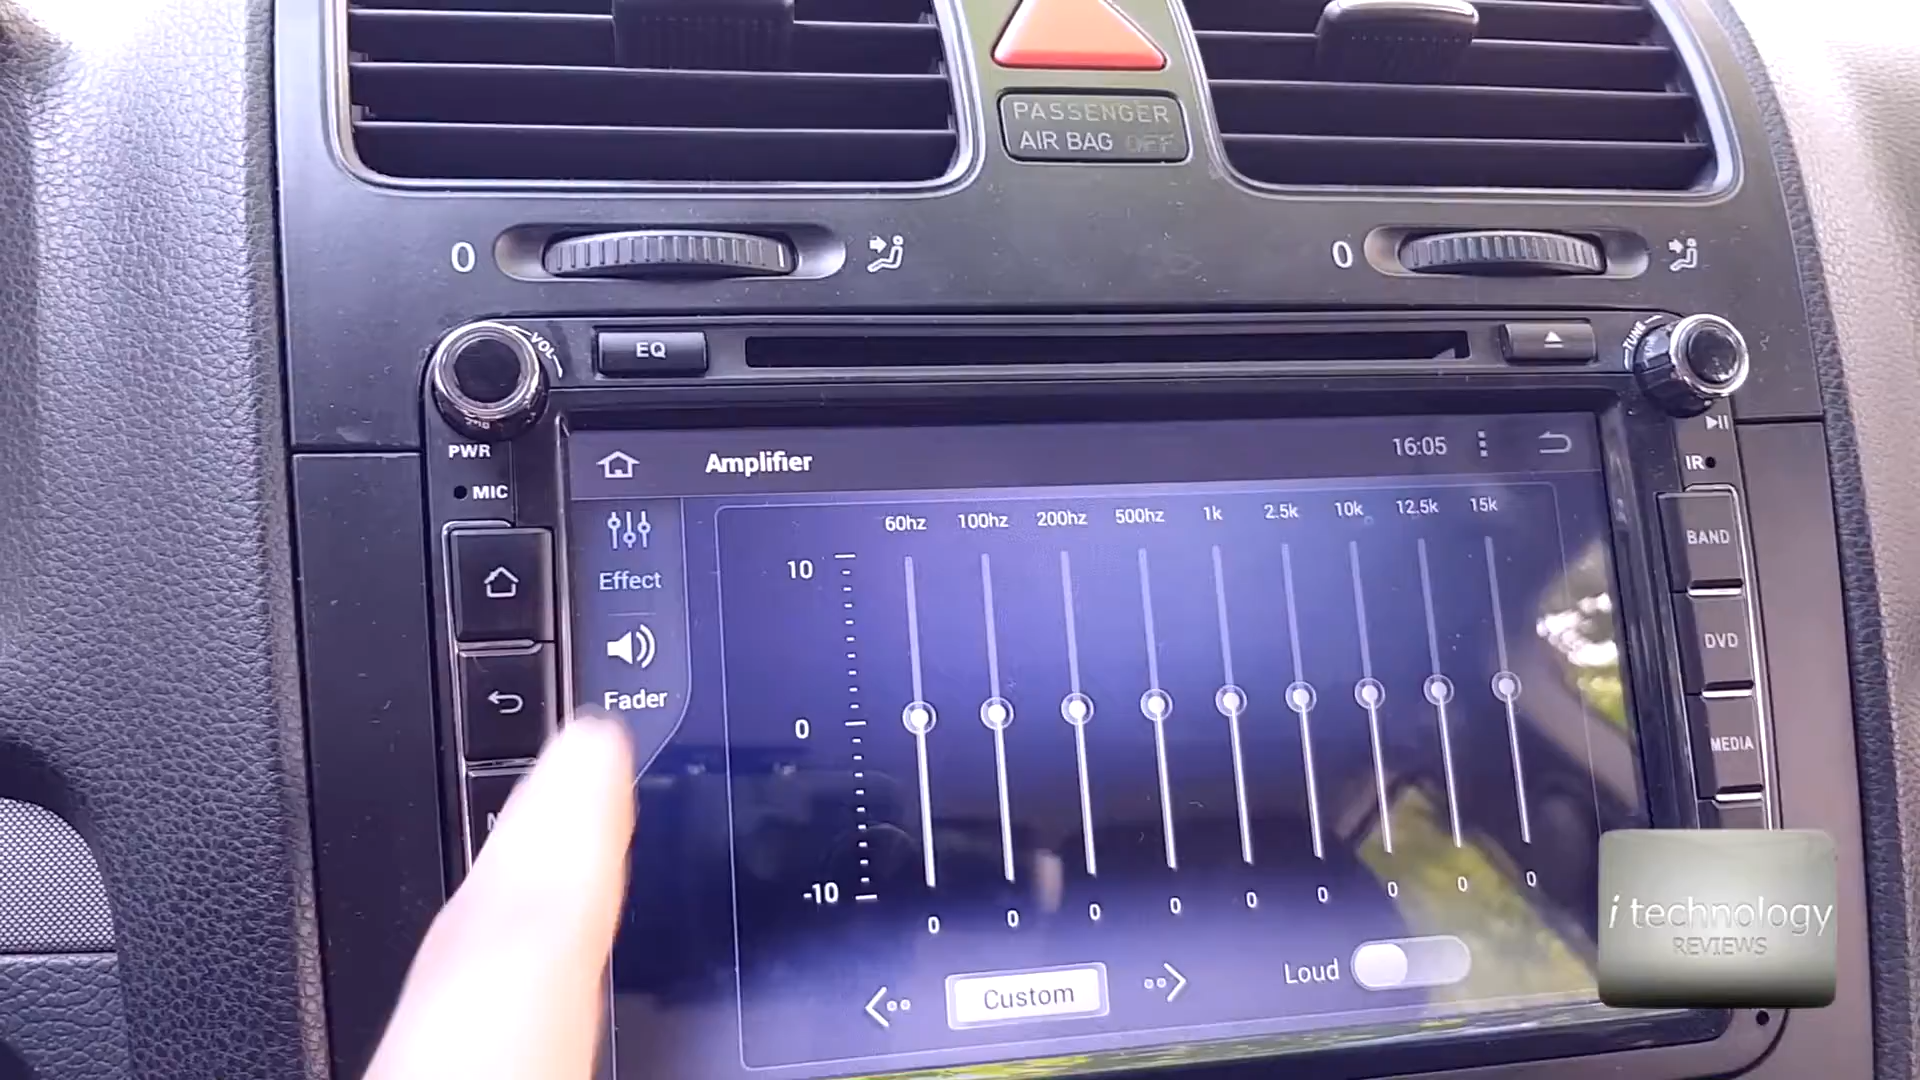 PASSENGER
AIR BAG OFF
0
0
VOL
EQ
TUNE
PWR
MIC
IR
Amplifier
16:05
Effect
Fader
60hz 100hz 200hz 500hz 1k 2.5k 10k 12.5k 15k
10
0
-10
0 0 0 0 0 0 0 0 0
Custom
Loud
BAND
DVD
MEDIA
i technology
REVIEWS